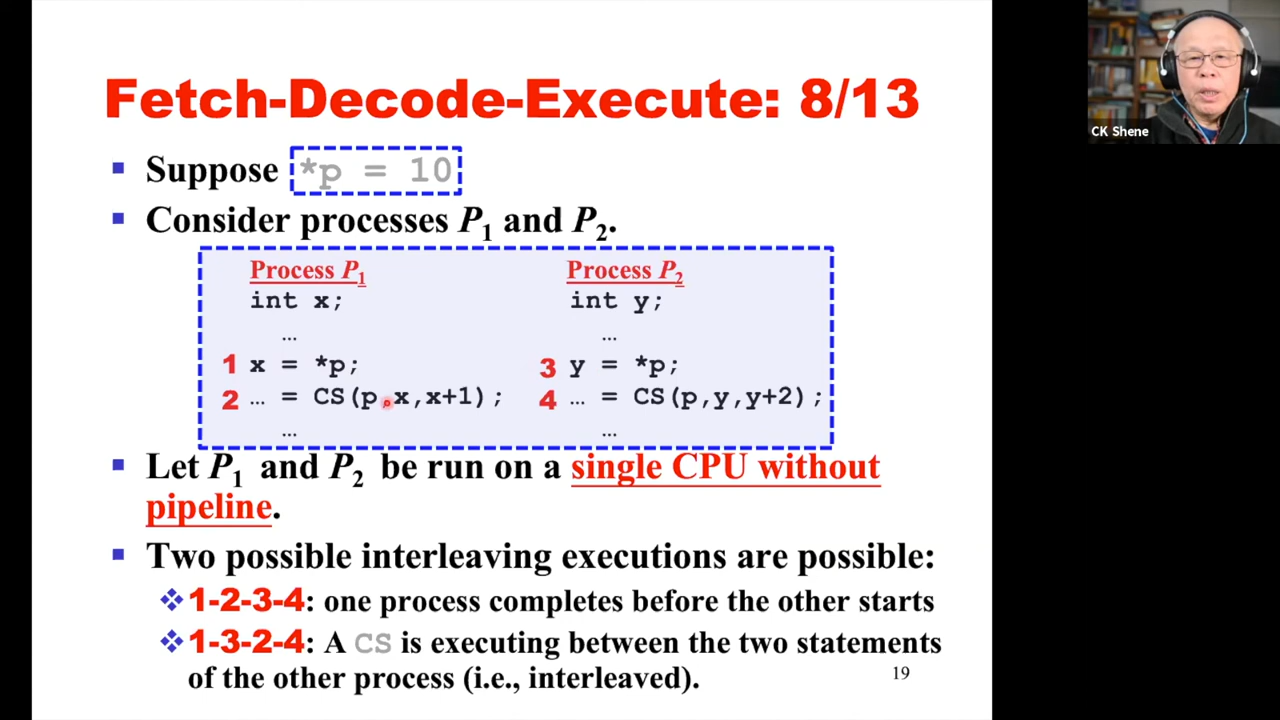 Fetch-Decode-Execute: 8/13
CK Shene
Suppose *p = 10
Consider processes P1 and P2.
Process P1 Process P2
int x; int y;
… …
1 x = *p; 3 y = *p;
2 … = CS(p,x,x+1); 4 … = CS(p,y,y+2);
… …
Let P1 and P2 be run on a single CPU without
pipeline.
Two possible interleaving executions are possible:
1-2-3-4: one process completes before the other starts
1-3-2-4: A CS is executing between the two statements
of the other process (i.e., interleaved).
19